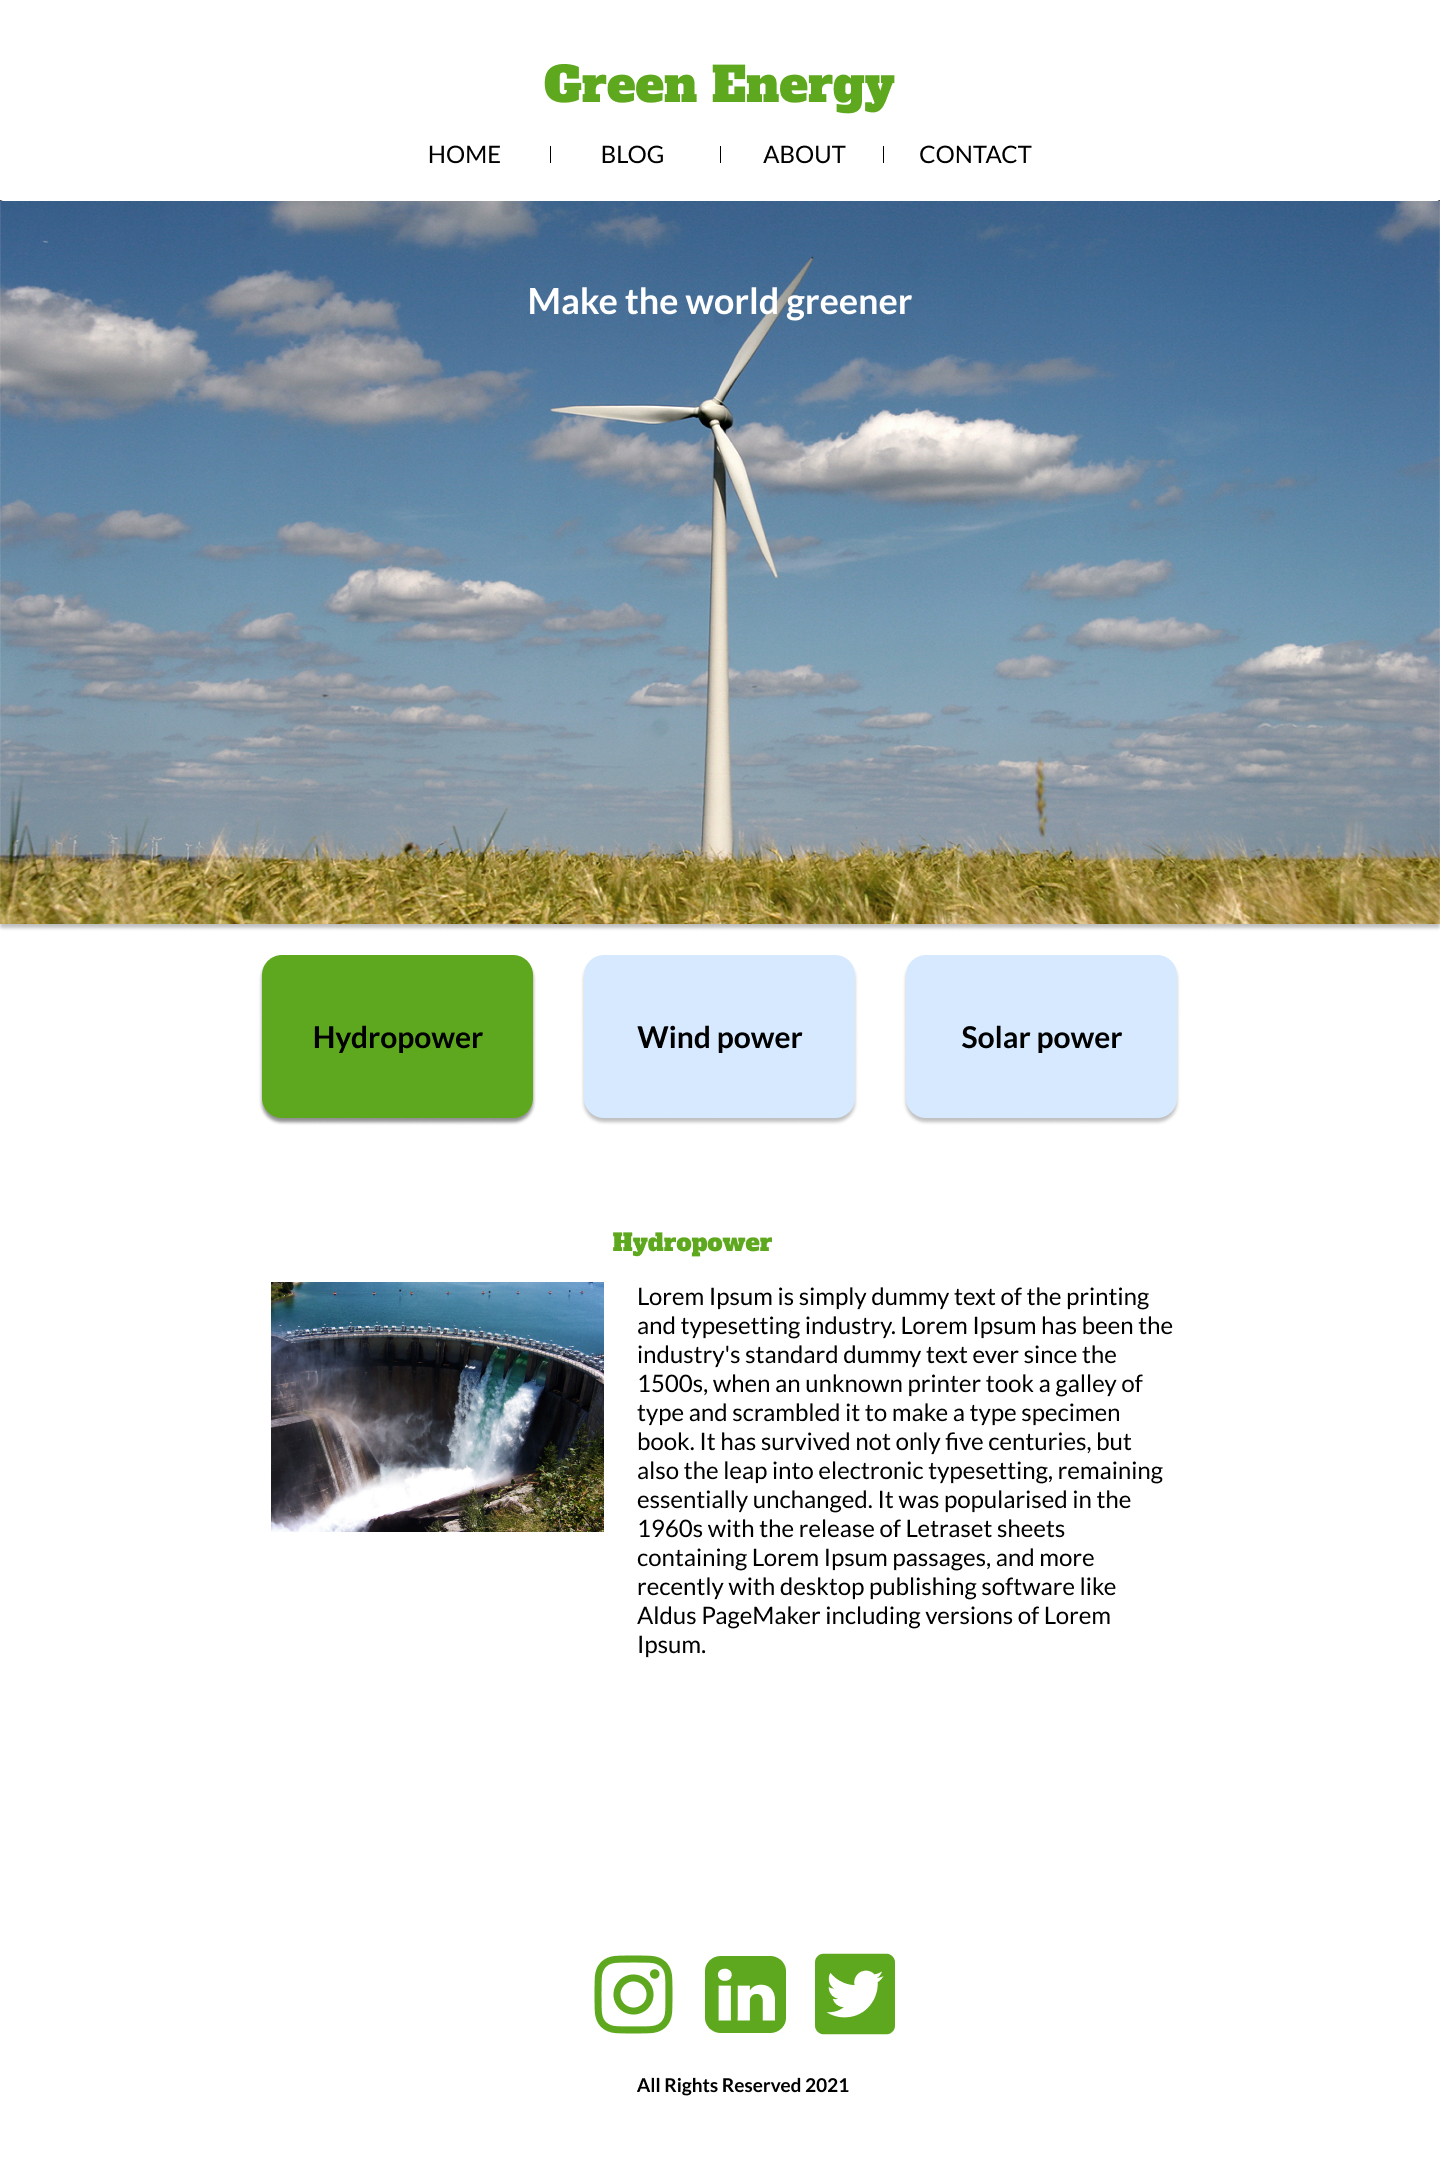 Green Energy
HOME | BLOG | ABOUT | CONTACT
Make the world greener
Hydropower
Wind power
Solar power
Hydropower
Lorem Ipsum is simply dummy text of the printing
and typesetting industry. Lorem Ipsum has been the
industry's standard dummy text ever since the
1500s, when an unknown printer took a galley of
type and scrambled it to make a type specimen
book. It has survived not only five centuries, but
also the leap into electronic typesetting, remaining
essentially unchanged. It was popularised in the
1960s with the release of Letraset sheets
containing Lorem Ipsum passages, and more
recently with desktop publishing software like
Aldus PageMaker including versions of Lorem
Ipsum.
in
All Rights Reserved 2021